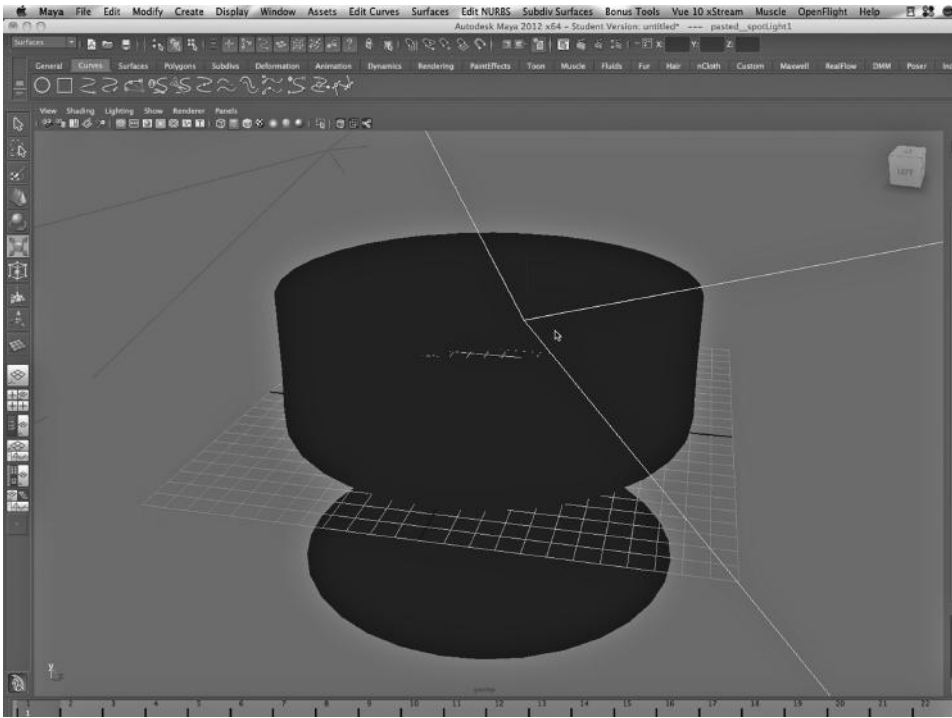 Maya File Edit Modify Create Display Window Assets Edit Curves Surfaces Edit NURBS Subdiv Surfaces Bonus Tools Vue 10 xStream Muscle OpenFlight Help
Autodesk Maya 2012 x64 - Student Version: untitled* --- pasted__spotLight1
Surfaces X: Y: Z:
General Curves Surfaces Polygons Subdivs Deformation Animation Dynamics Rendering PaintEffects Toon Muscle Fluids Fur Hair nCloth Custom Maxwell RealFlow DMM Poser
View Shading Lighting Show Renderer Panels
LEFT
y
persp
1 2 3 4 5 6 7 8 9 10 11 12 13 14 15 16 17 18 19 20 21 22
1